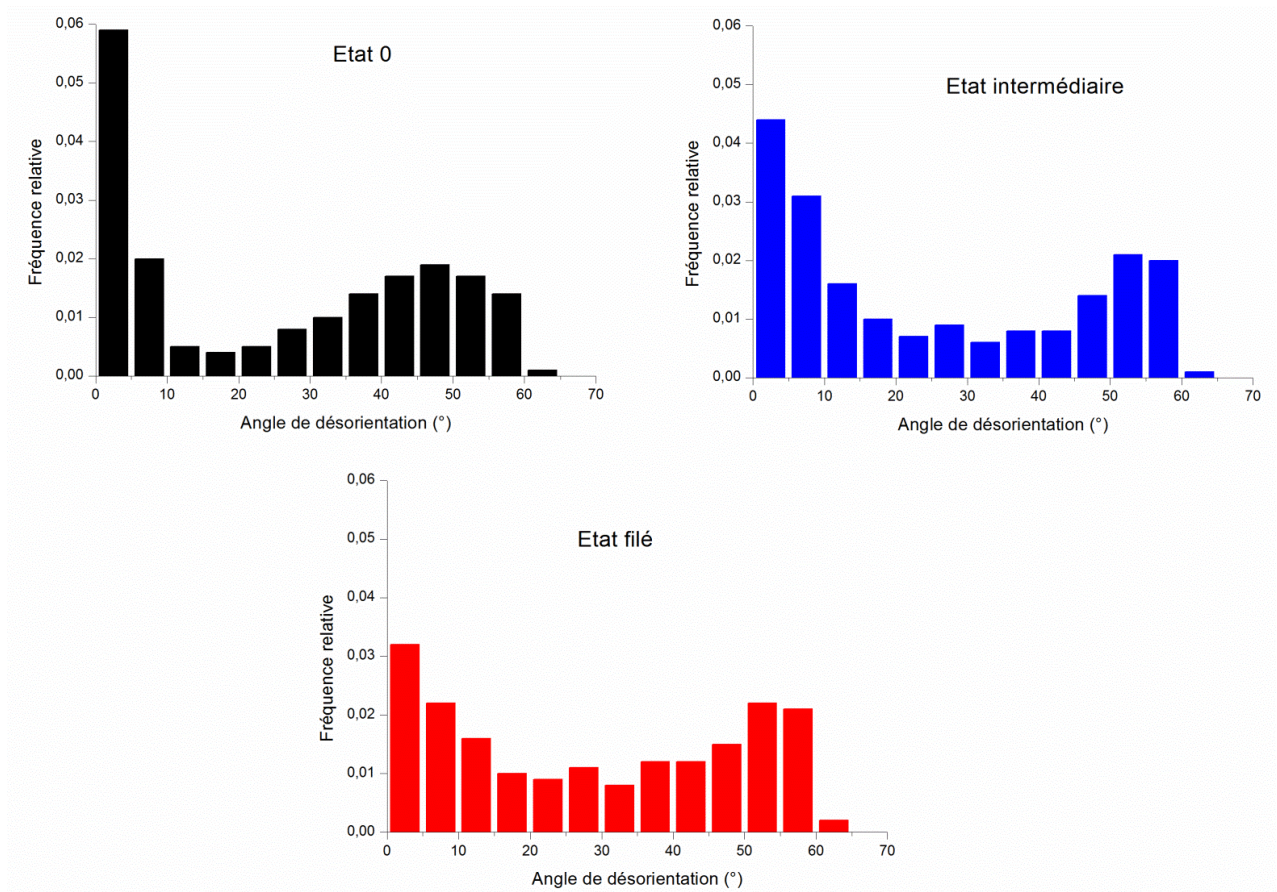 Etat 0
Fréquence relative
0,06
0,05
0,04
0,03
0,02
0,01
0,00
0 10 20 30 40 50 60 70
Angle de désorientation (°)
Etat intermédiaire
Fréquence relative
0,06
0,05
0,04
0,03
0,02
0,01
0,00
0 10 20 30 40 50 60 70
Angle de désorientation (°)
Etat filé
Fréquence relative
0,06
0,05
0,04
0,03
0,02
0,01
0,00
0 10 20 30 40 50 60 70
Angle de désorientation (°)